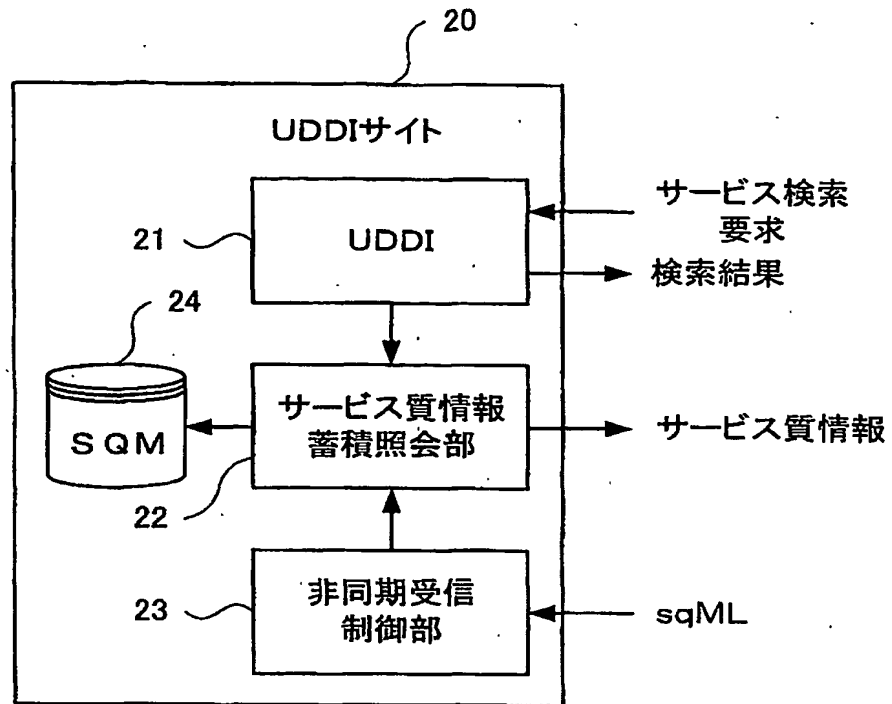 20
UDDIサイト
サービス検索
要求
21
UDDI
検索結果
24
サービス質情報
蓄積照会部
SQM
サービス質情報
22
非同期受信
制御部
23
sqML